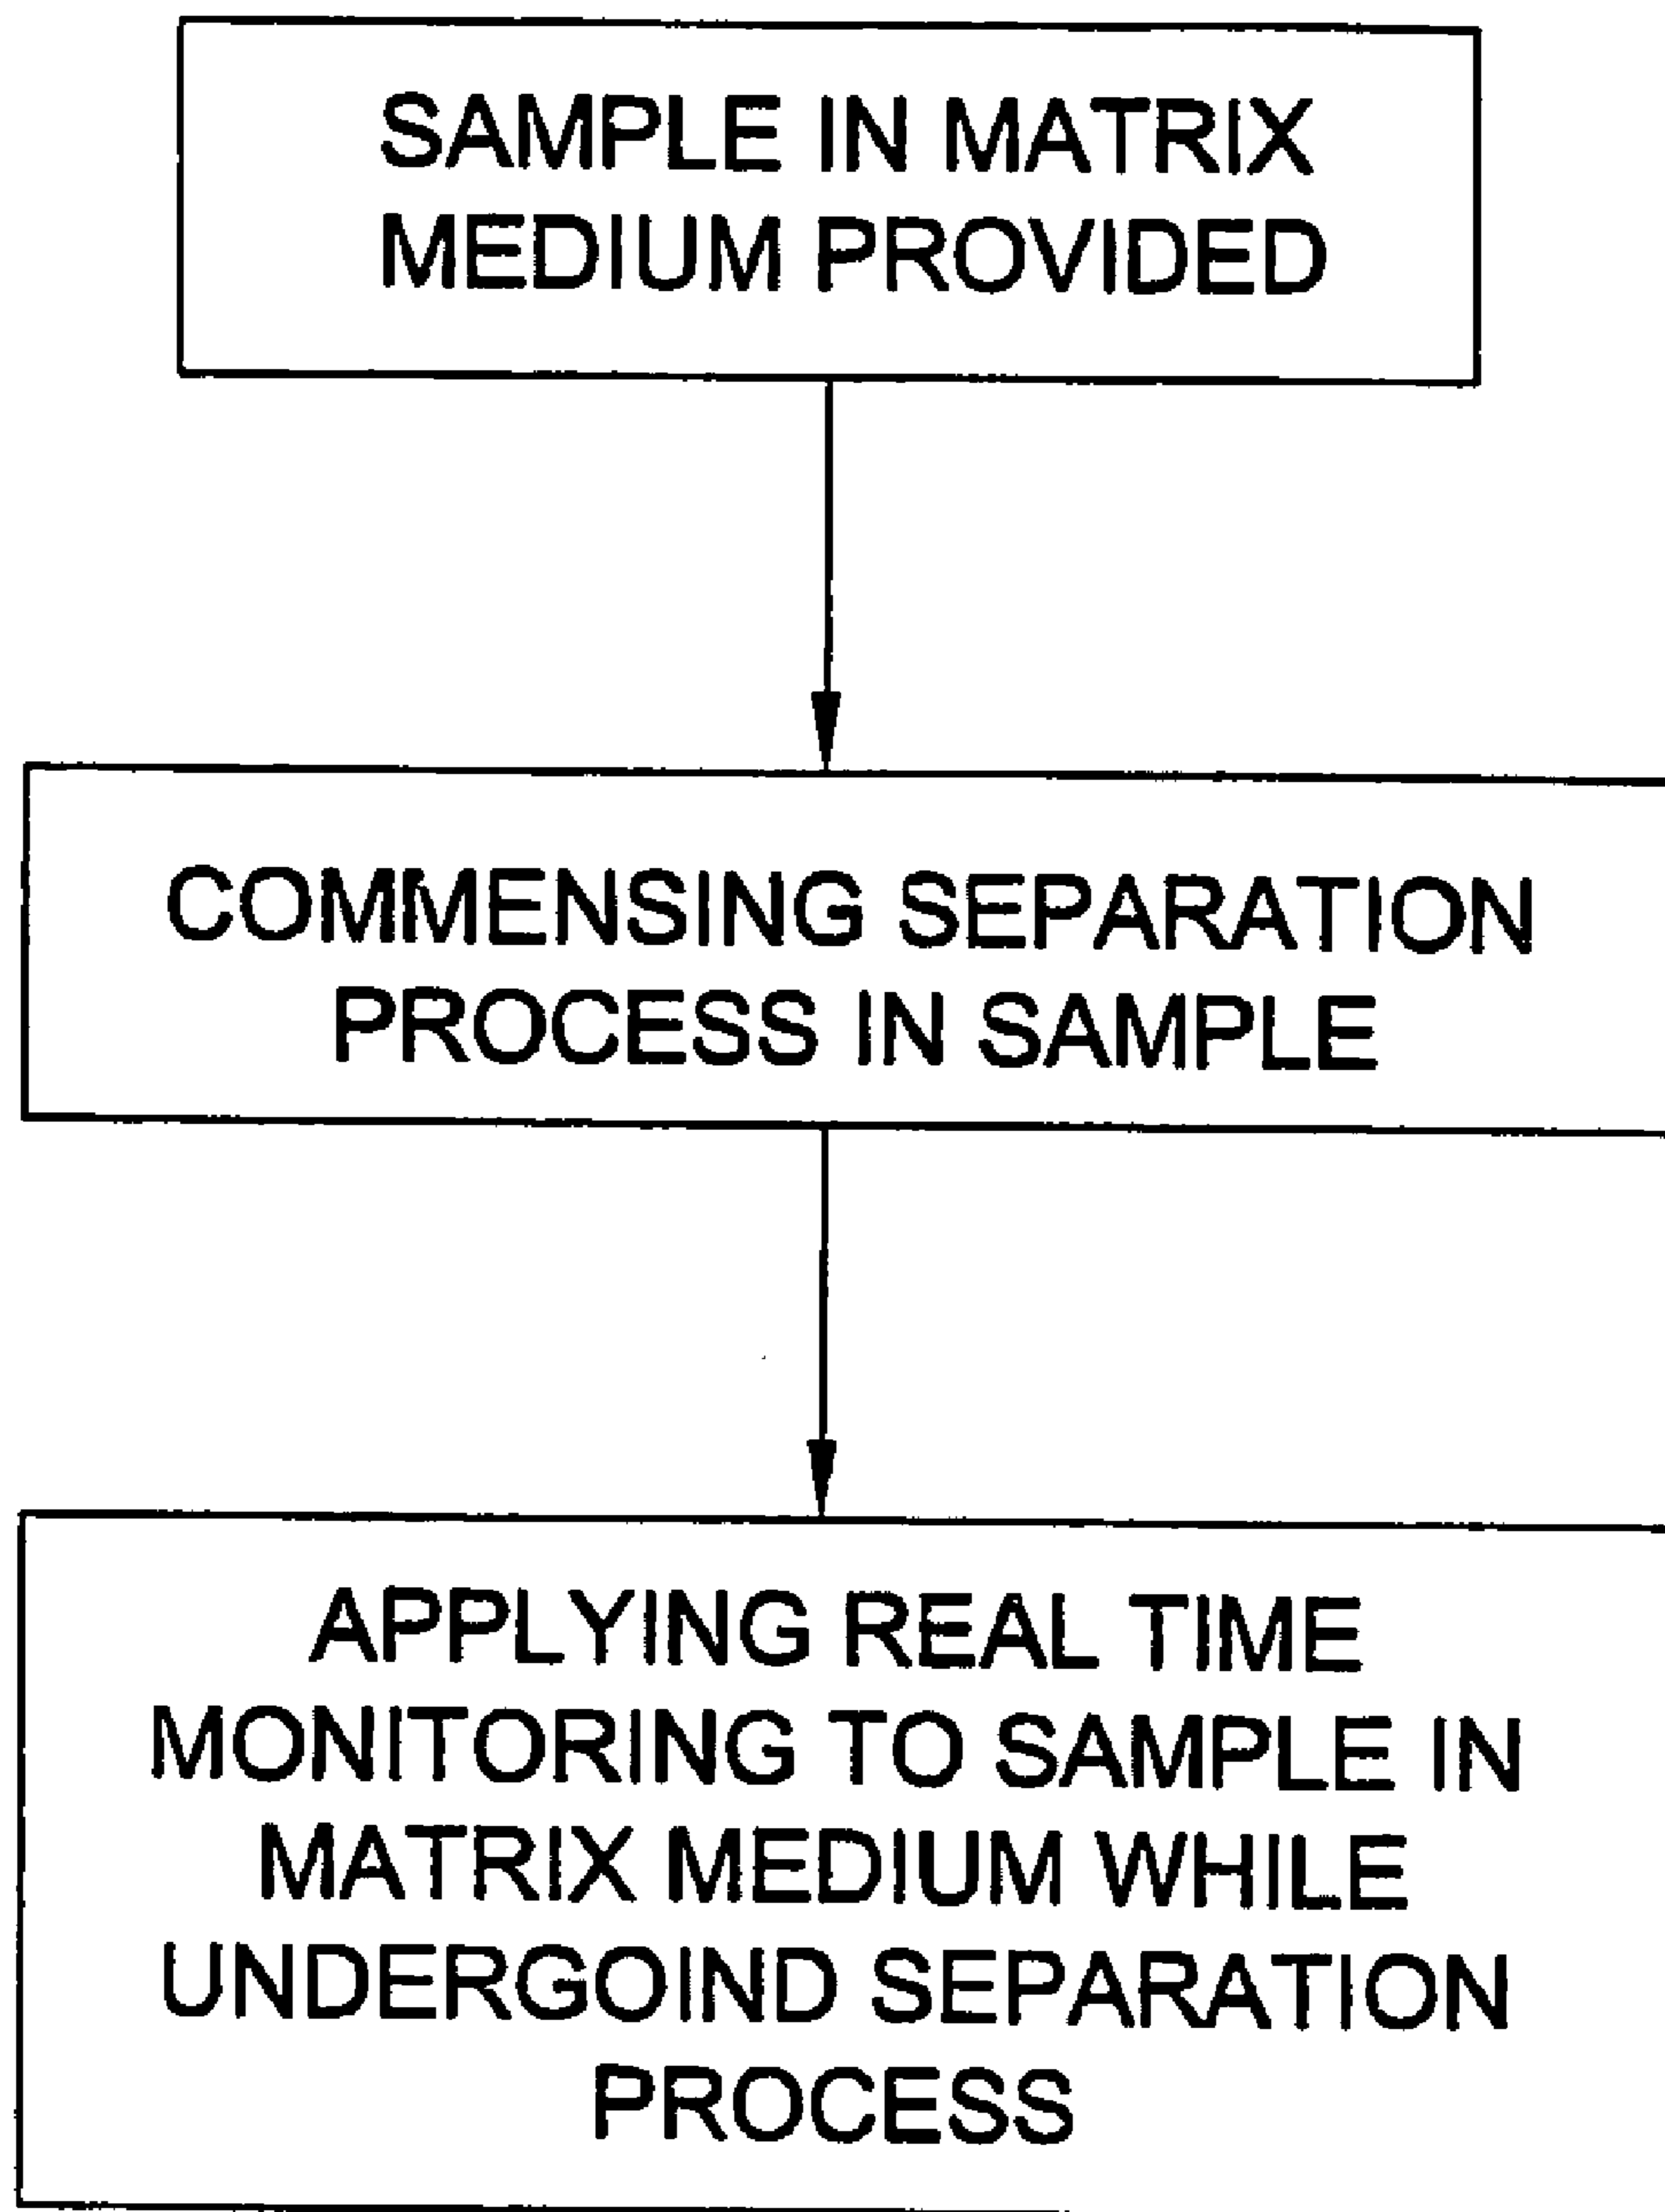 SAMPLE IN MATRIX
MEDIUM PROVIDED
COMMENSING SEPARATION
PROCESS IN SAMPLE
APPLYING REAL TIME
MONITORING TO SAMPLE IN
MATRIX MEDIUM WHILE
UNDERGOIND SEPARATION
PROCESS